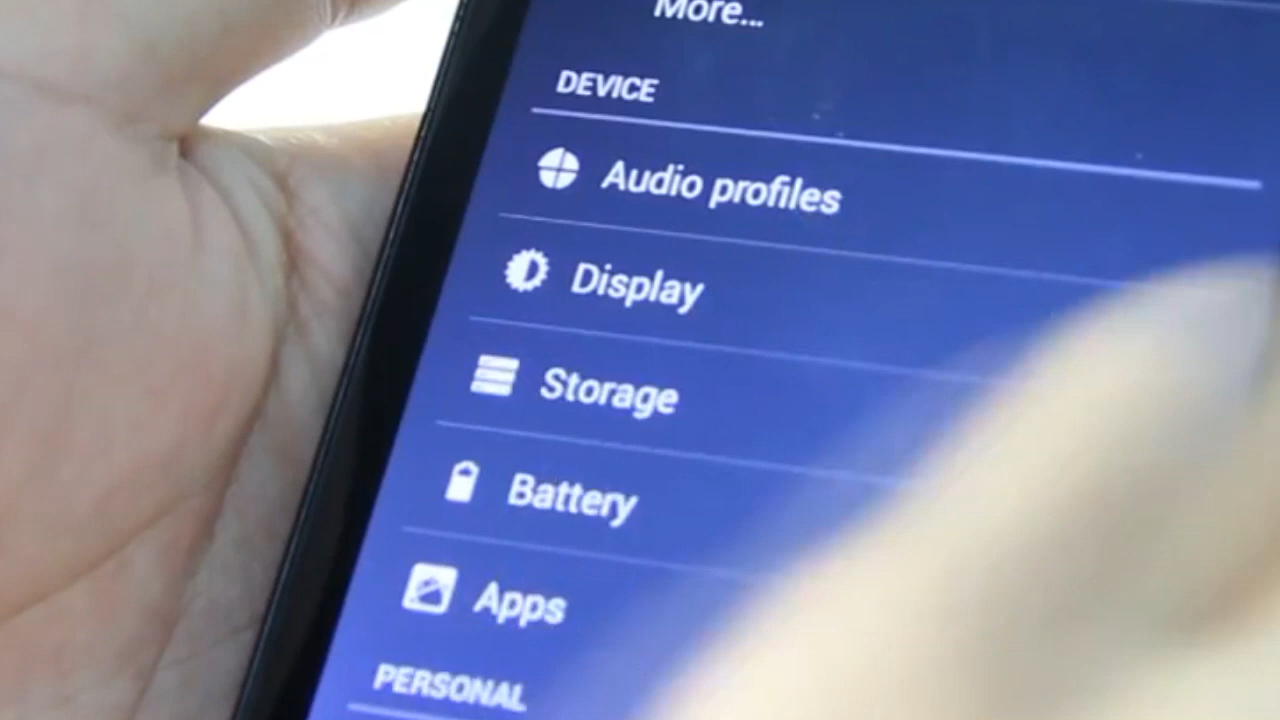 More...
DEVICE
Audio profiles
Display
Storage
Battery
Apps
PERSONAL